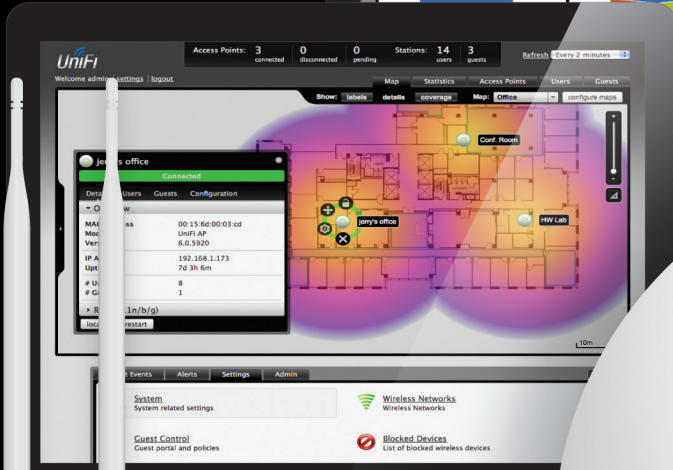 UniFi
Access Points: 3 connected 0 disconnected 0 pending Stations: 14 users 3 guests
Refresh Every 2 minutes
Welcome admin settings | logout
Map Statistics Access Points Users Guests
Show: labels details coverage Map: Office configure maps
Conf. Room
jerry's office
Connected
Users Guests Configuration
00:15:6d:00:03:cd
UniFi AP
6.0.5920
192.168.1.173
7d 3h 6m
8
1
1n/b/g)
restart
jerry's office
HW Lab
10m
Events Alerts Settings Admin
System
System related settings
Wireless Networks
Wireless Networks
Guest Control
Guest portal and policies
Blocked Devices
List of blocked wireless devices